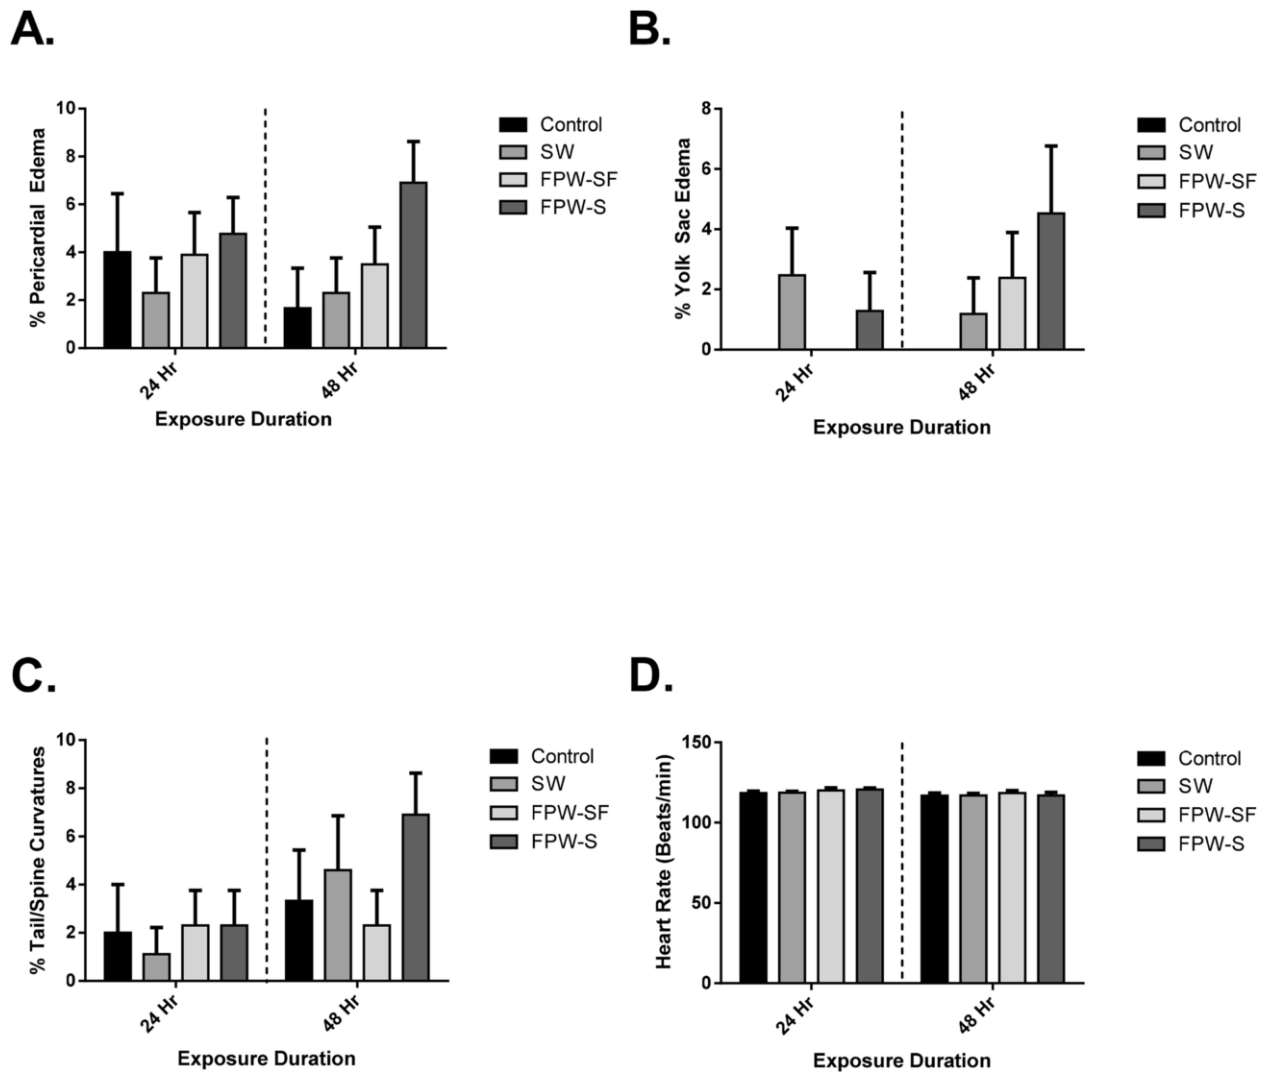 A.
% Pericardial Edema
10
8
6
4
2
0
24 Hr
48 Hr
Exposure Duration
Control
SW
FPW-SF
FPW-S
B.
% Yolk Sac Edema
8
6
4
2
0
24 Hr
48 Hr
Exposure Duration
Control
SW
FPW-SF
FPW-S
C.
% Tail/Spine Curvatures
10
8
6
4
2
0
24 Hr
48 Hr
Exposure Duration
Control
SW
FPW-SF
FPW-S
D.
Heart Rate (Beats/min)
150
100
50
0
24 Hr
48 Hr
Exposure Duration
Control
SW
FPW-SF
FPW-S